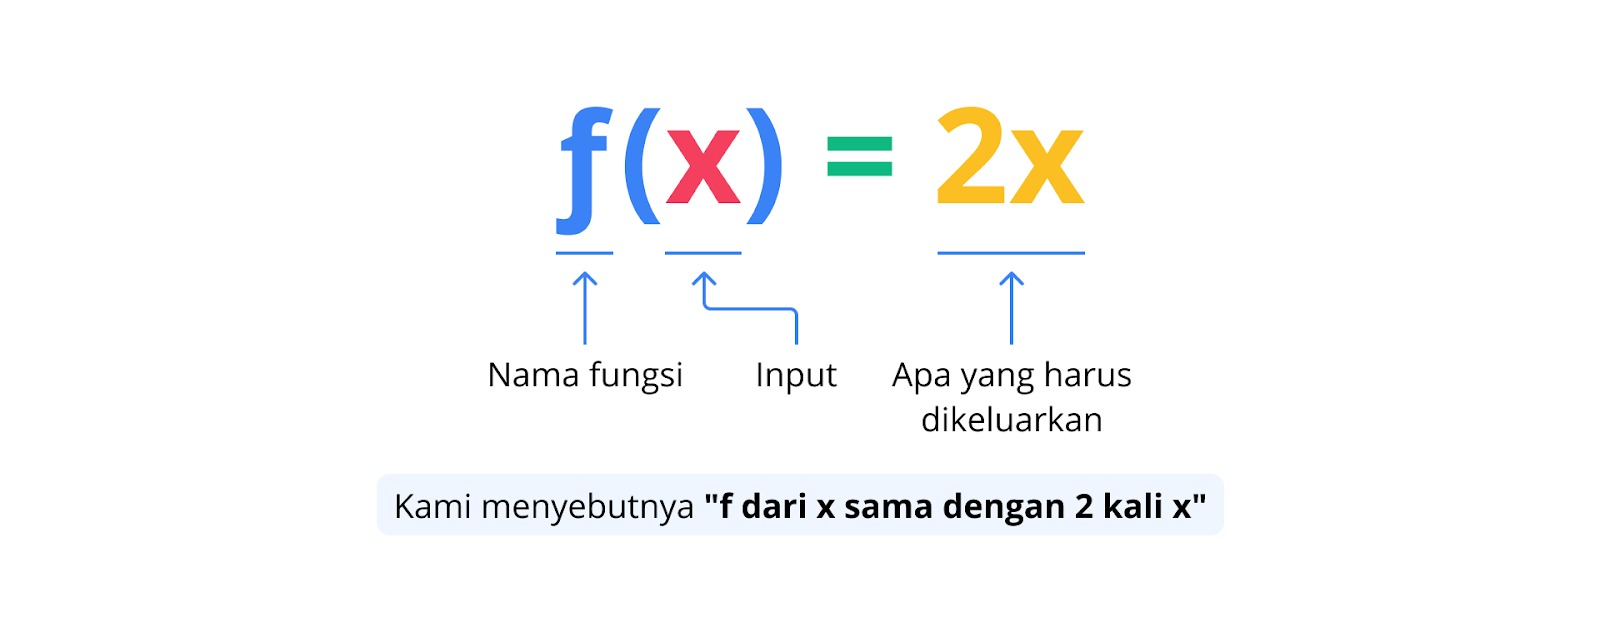 ƒ(x) = 2x
Nama fungsi
Input
Apa yang harus
dikeluarkan
Kami menyebutnya "f dari x sama dengan 2 kali x"